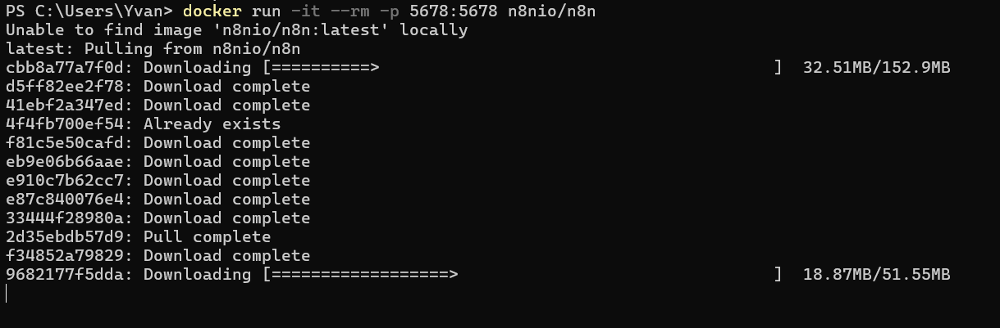 PS C:\Users\Yvan> docker run -it --rm -p 5678:5678 n8nio/n8n
Unable to find image 'n8nio/n8n:latest' locally
latest: Pulling from n8nio/n8n
cbb8a77a7f0d: Downloading [==========>                                        ]  32.51MB/152.9MB
d5ff82ee2f78: Download complete
41ebf2a347ed: Download complete
4f4fb700ef54: Already exists
f81c5e50cafd: Download complete
eb9e06b66aae: Download complete
e910c7b62cc7: Download complete
e87c840076e4: Download complete
33444f28980a: Download complete
2d35ebdb57d9: Pull complete
f34852a79829: Download complete
9682177f5dda: Downloading [==================>                                ]  18.87MB/51.55MB